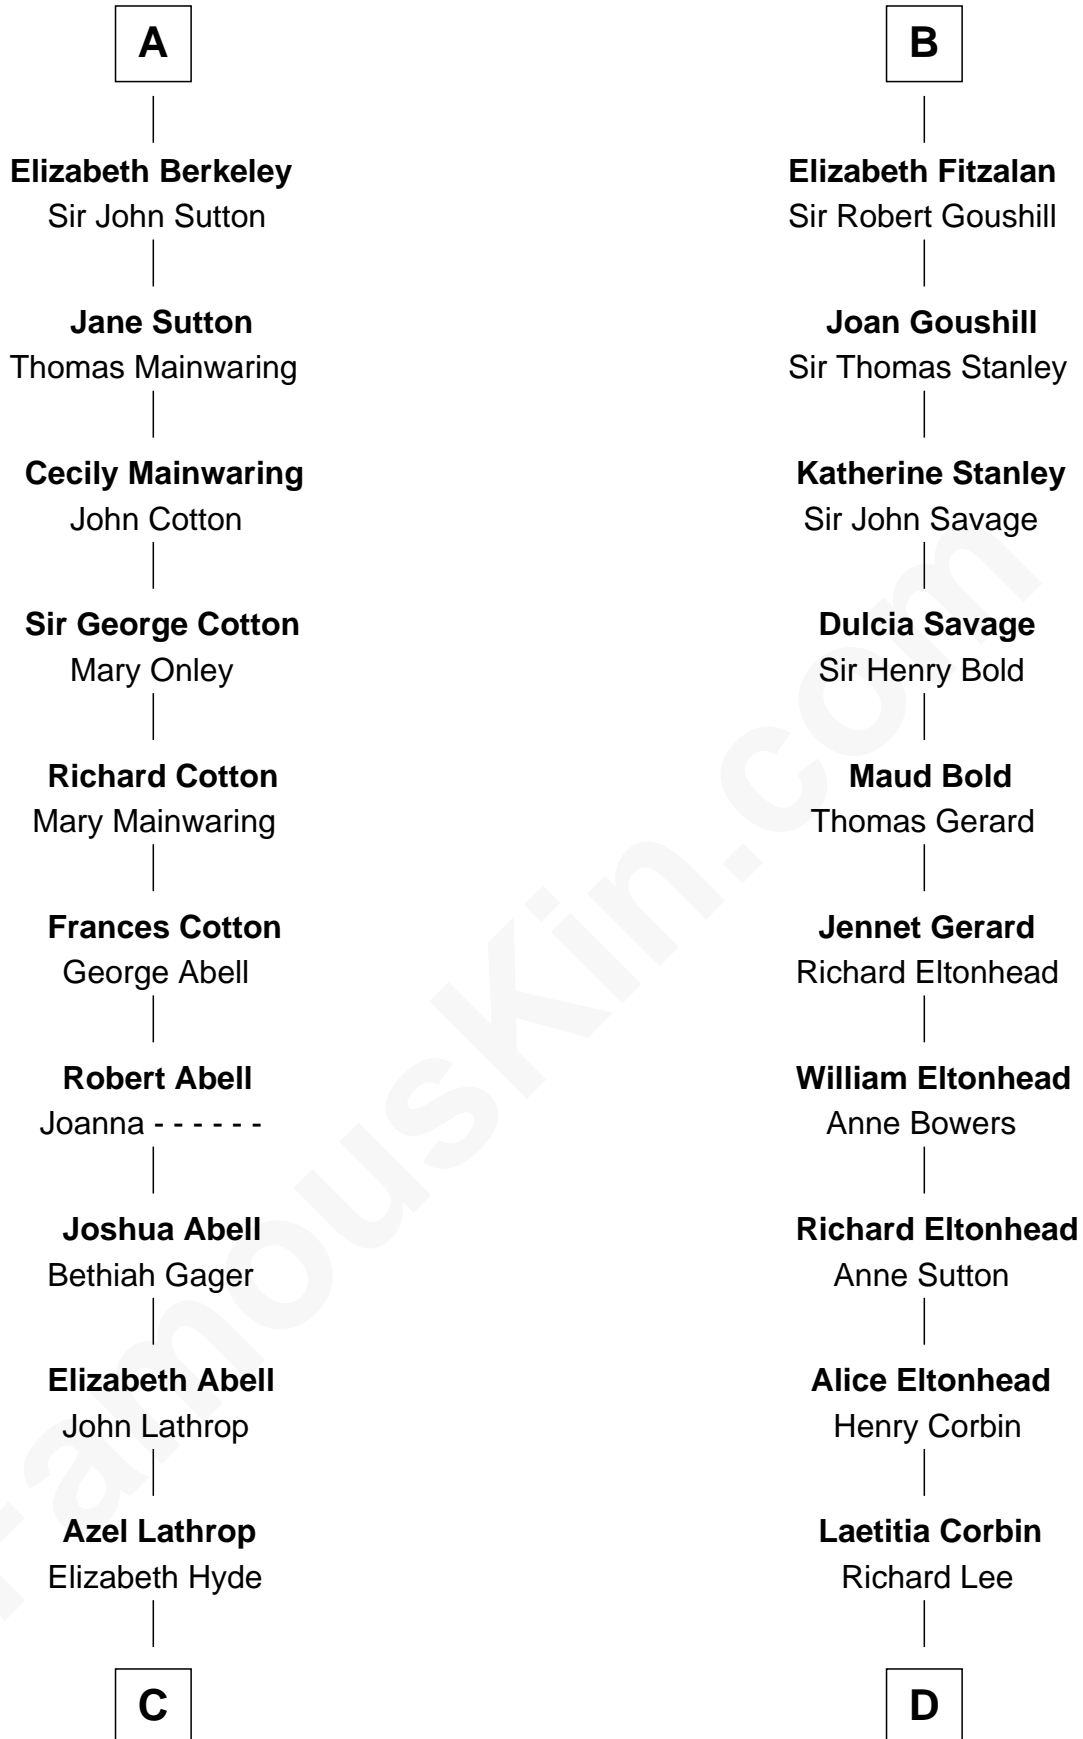 A
Elizabeth Berkeley
Sir John Sutton
Jane Sutton
Thomas Mainwaring
Cecily Mainwaring
John Cotton
Sir George Cotton
Mary Onley
Richard Cotton
Mary Mainwaring
Frances Cotton
George Abell
Robert Abell
Joanna - - - - - -
Joshua Abell
Bethiah Gager
Elizabeth Abell
John Lathrop
Azel Lathrop
Elizabeth Hyde
C
B
Elizabeth Fitzalan
Sir Robert Goushill
Joan Goushill
Sir Thomas Stanley
Katherine Stanley
Sir John Savage
Dulcia Savage
Sir Henry Bold
Maud Bold
Thomas Gerard
Jennet Gerard
Richard Eltonhead
William Eltonhead
Anne Bowers
Richard Eltonhead
Anne Sutton
Alice Eltonhead
Henry Corbin
Laetitia Corbin
Richard Lee
D
FamousKin.com